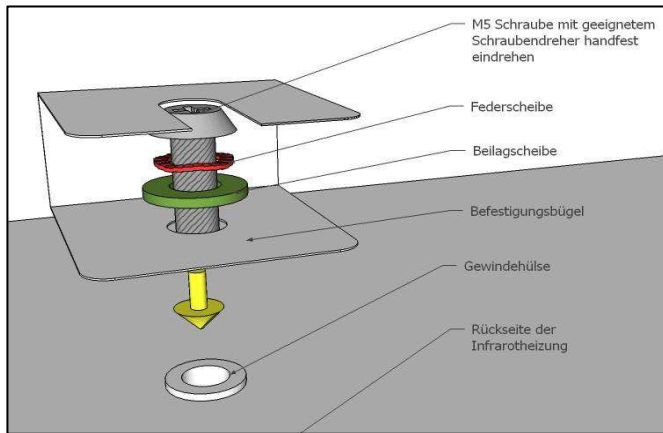 M5 Schraube mit geeignetem
Schraubendreher handfest
eindrehen
Federscheibe
Beilagscheibe
Befestigungsbügel
Gewindehülse
Rückseite der
Infrarotheizung